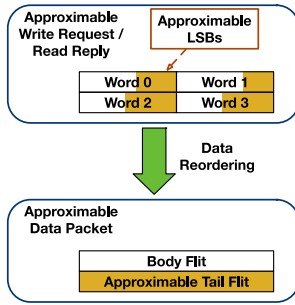 Approximable
Write Request /
Read Reply
Approximable
LSBs
Word 0 Word 1
Word 2 Word 3
Data
Reordering
Approximable
Data Packet
Body Flit
Approximable Tail Flit